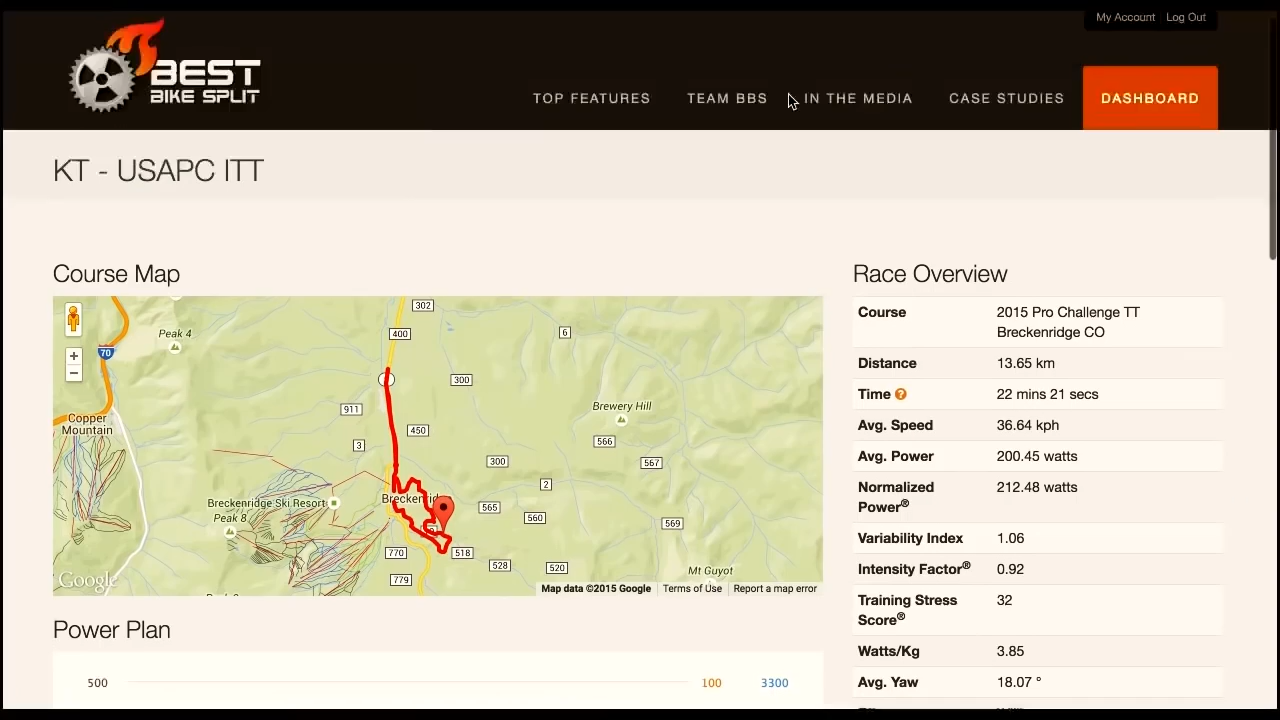 My Account Log Out
BEST
BIKE SPLIT
TOP FEATURES TEAM BBS IN THE MEDIA CASE STUDIES DASHBOARD
KT - USAPC ITT
Course Map
302
Peak 4
400
6
70
300
911
Brewery Hill
Copper
Mountain
450
566
3
300
567
2
Breckenridge Ski Resort
565
Peak 8
560
569
770
518
528
520
Mt Guyot
779
Google
Map data ©2015 Google Terms of Use Report a map error
Power Plan
500 100 3300
Race Overview
Course 2015 Pro Challenge TT
Breckenridge CO
Distance 13.65 km
Time ? 22 mins 21 secs
Avg. Speed 36.64 kph
Avg. Power 200.45 watts
Normalized 212.48 watts
Power®
Variability Index 1.06
Intensity Factor® 0.92
Training Stress 32
Score®
Watts/Kg 3.85
Avg. Yaw 18.07 °